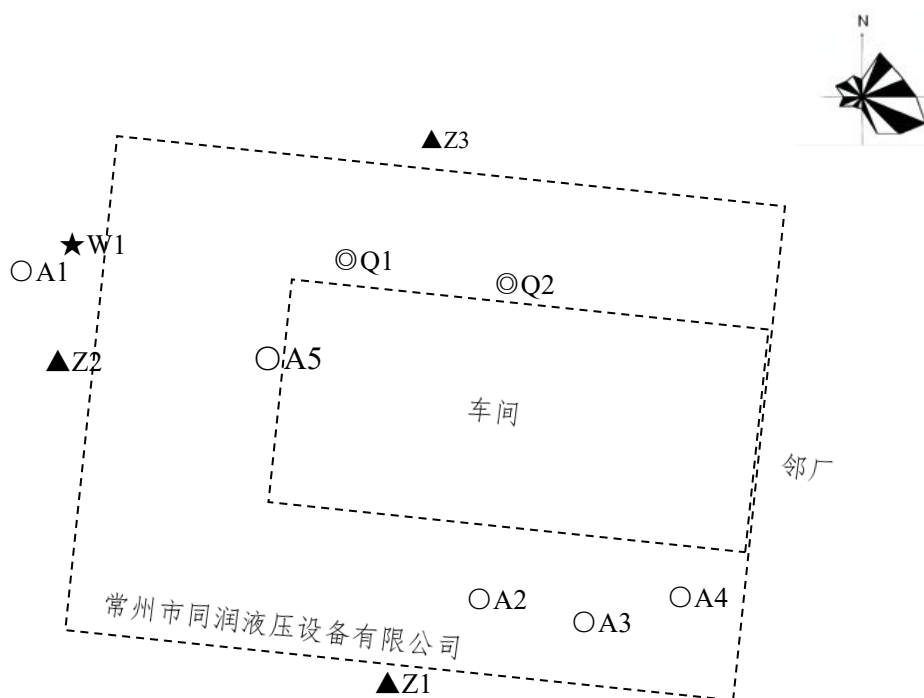 N
▲Z3
★W1
○A1
◎Q1
◎Q2
▲Z2
○A5
车间
邻厂
○A2
○A3
○A4
常州市同润液压设备有限公司
▲Z1